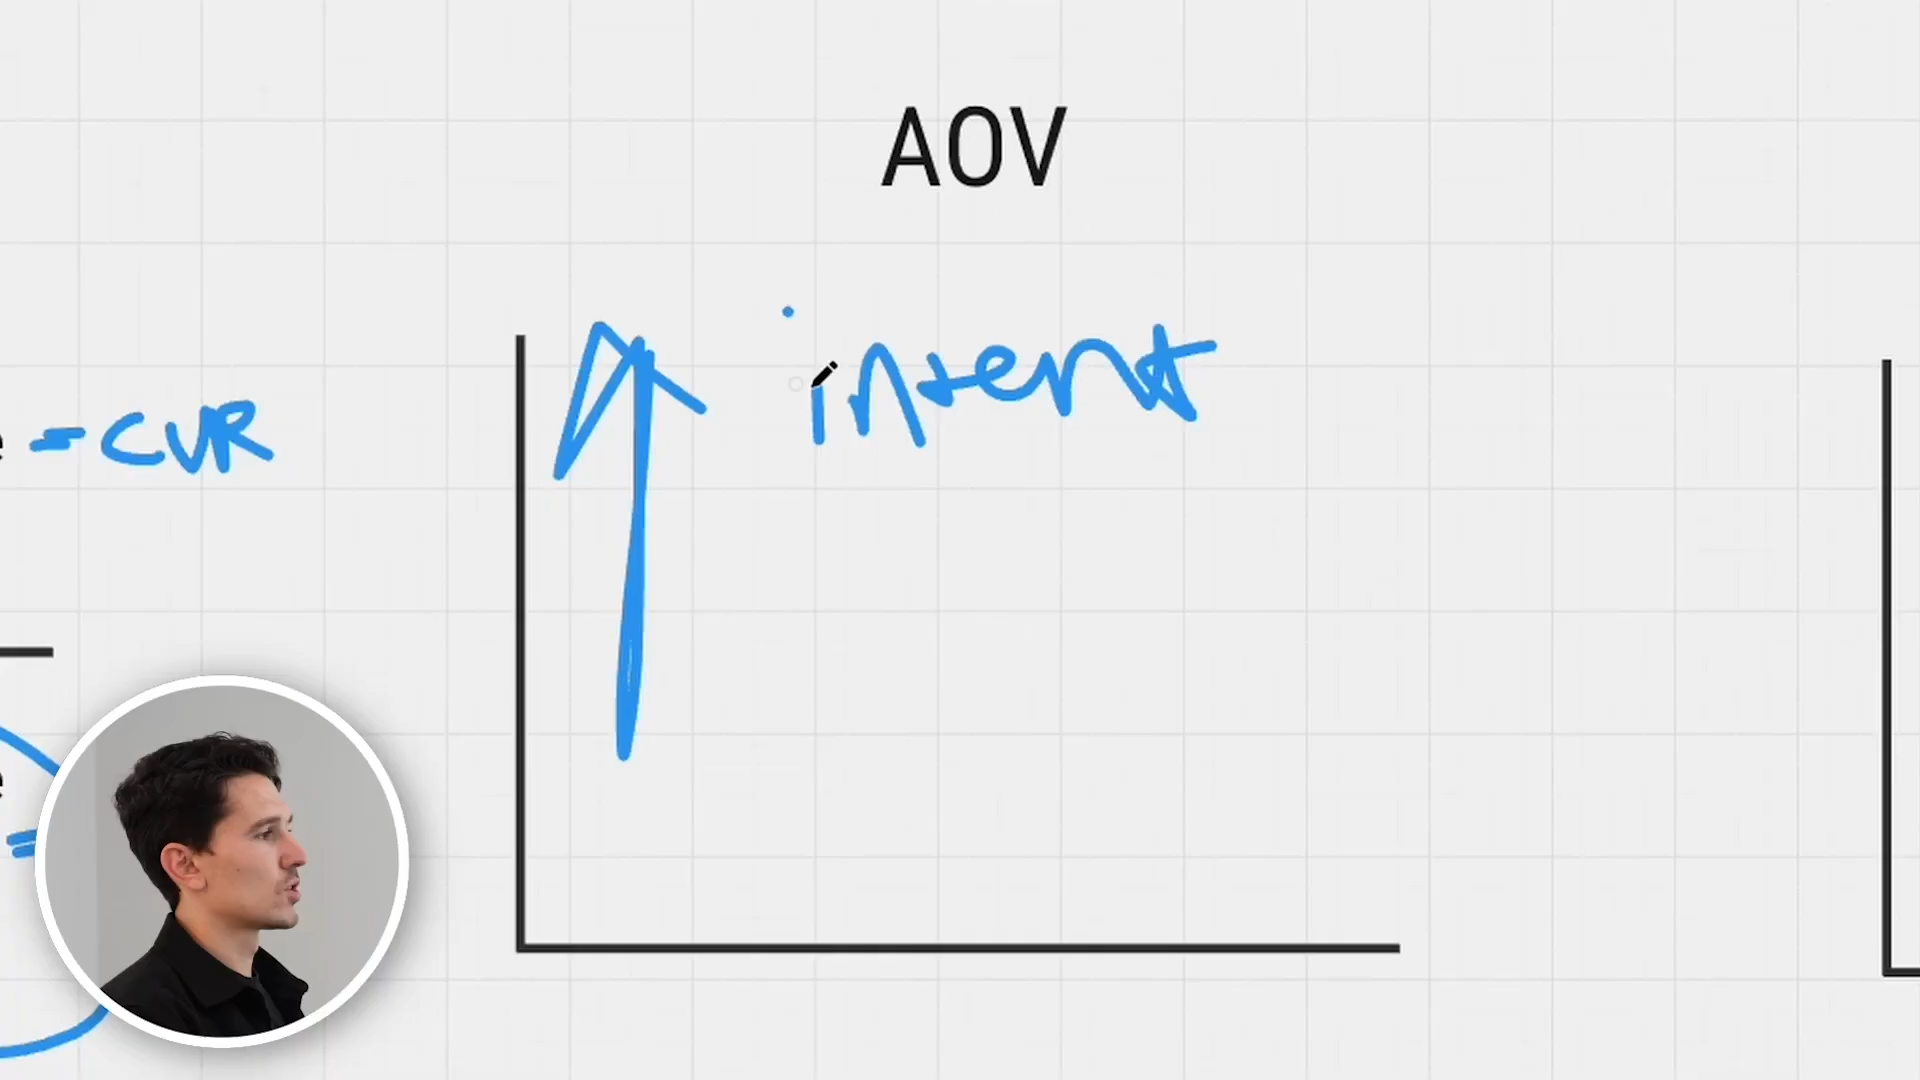 AOV
intent
= CVR